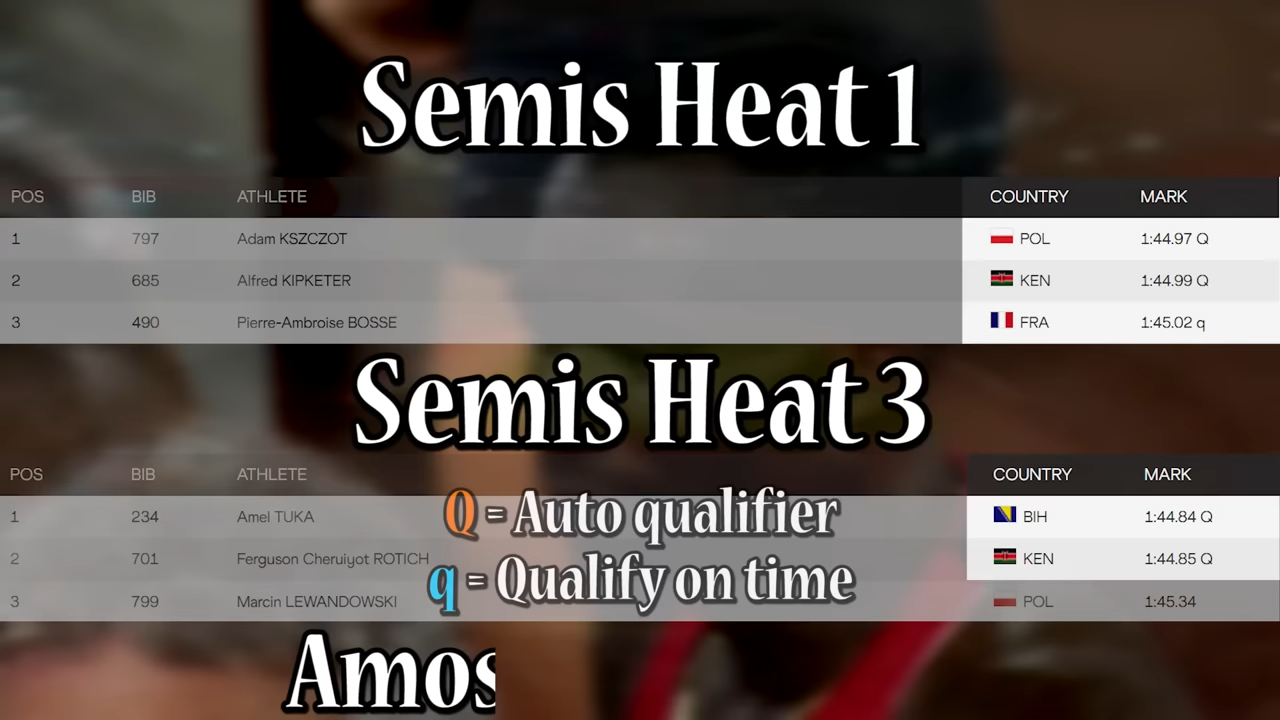 Semis Heat 1
POS BIB ATHLETE COUNTRY MARK
1 797 Adam KSZCZOT POL 1:44.97 Q
2 685 Alfred KIPKETER KEN 1:44.99 Q
3 490 Pierre-Ambroise BOSSE FRA 1:45.02 q
Semis Heat 3
POS BIB ATHLETE COUNTRY MARK
1 234 Amel TUKA BIH 1:44.84 Q
2 701 Ferguson Cheruiyot ROTICH KEN 1:44.85 Q
3 799 Marcin LEWANDOWSKI POL 1:45.34
Q = Auto qualifier
q = Qualify on time
Amos